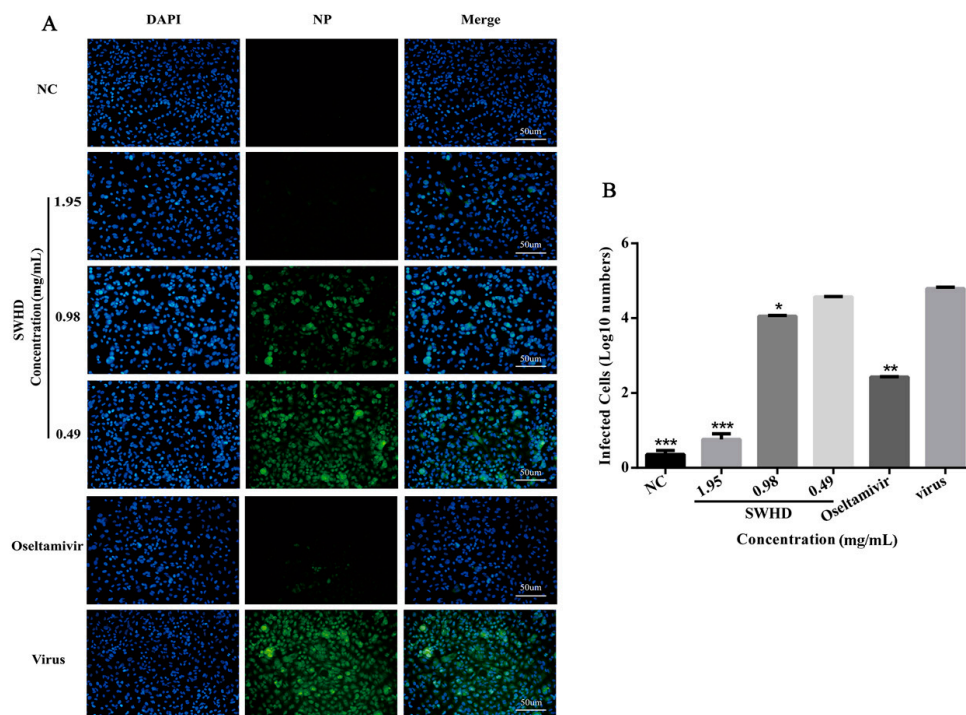 A
DAPI NP Merge
NC
50um
1.95
50um
SWHD
Concentration (mg/mL)
0.98
50um
0.49
50um
Oseltamivir
50um
Virus
50um
B
Infected Cells (Log10 numbers)
6
4
2
0
***
***
*
**
NC
1.95
0.98
0.49
Oseltamivir
virus
SWHD
Concentration (mg/mL)